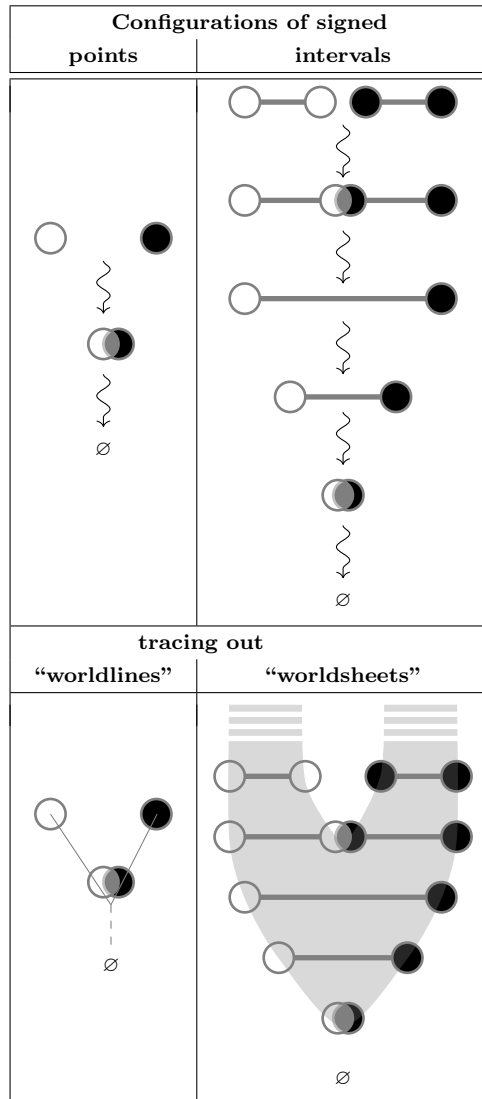 Configurations of signed
points intervals
∅
∅
tracing out
“worldlines” “worldsheets”
∅
∅